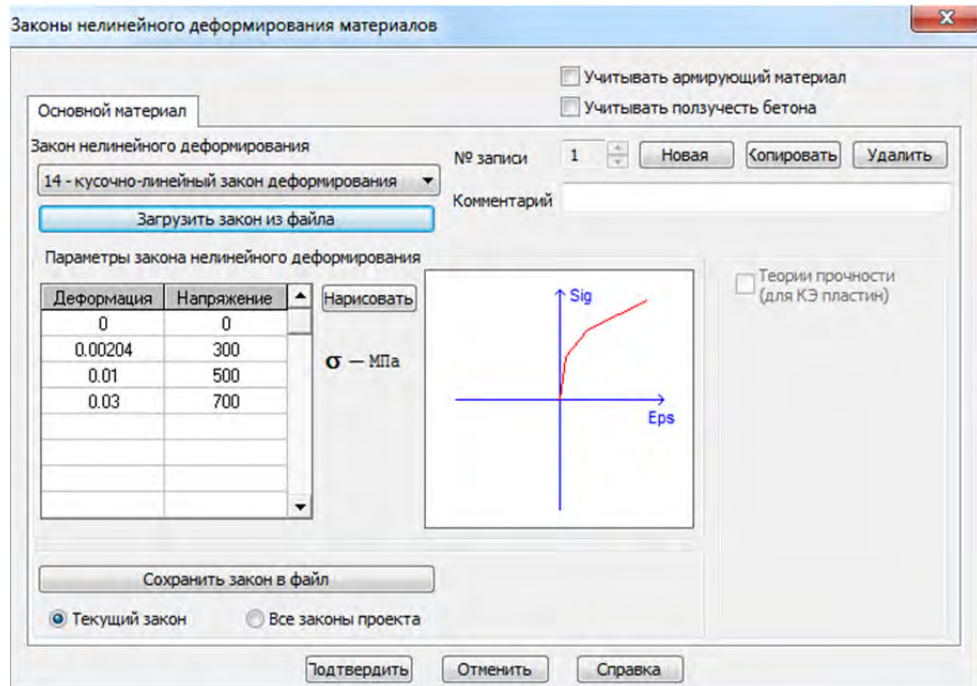 Законы нелинейного деформирования материалов
Учитывать армирующий материал
Основной материал
Учитывать ползучесть бетона
Закон нелинейного деформирования
№ записи 1 Новая Копировать Удалить
14 - кусочно-линейный закон деформирования
Комментарий
Загрузить закон из файла
Параметры закона нелинейного деформирования
Теории прочности
(для КЭ пластин)
Деформация Напряжение Нарисовать
0 0
0.00204 300
0.01 500
0.03 700
σ – МПа
Sig
Eps
Сохранить закон в файл
Текущий закон Все законы проекта
Подтвердить Отменить Справка